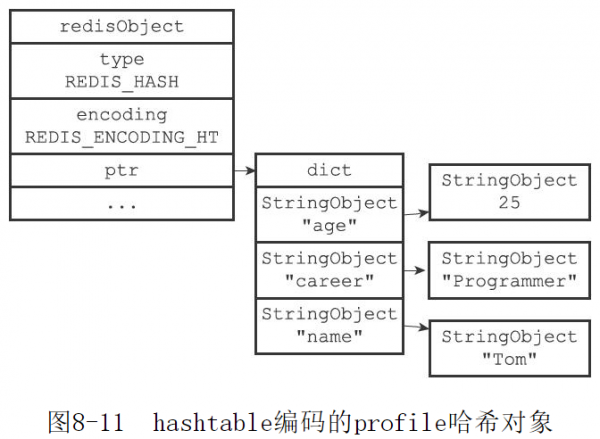 redisObject
type
REDIS_HASH
encoding
REDIS_ENCODING_HT
ptr
...
dict
StringObject
"age"
StringObject
"career"
StringObject
"name"
StringObject
25
StringObject
"Programmer"
StringObject
"Tom"
图8-11 hashtable编码的profile哈希对象